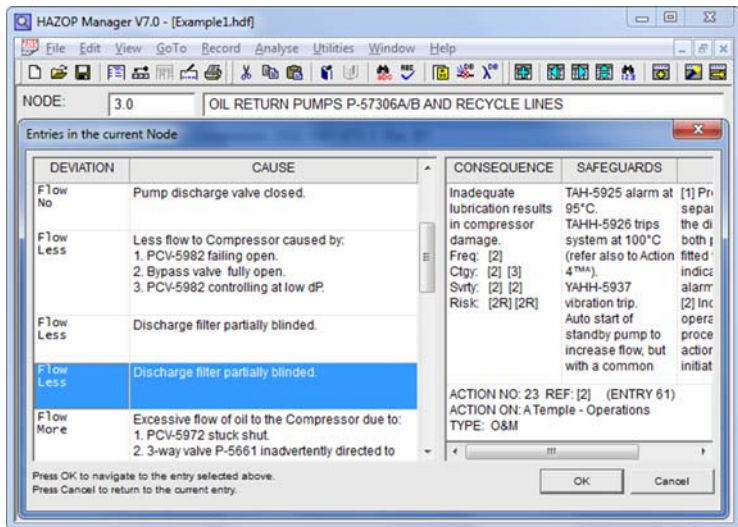 HAZOP Manager V7.0 - [Example1.hdf]
File Edit View GoTo Record Analyse Utilities Window Help
NODE: 3.0 OIL RETURN PUMPS P-57306A/B AND RECYCLE LINES
Entries in the current Node
DEVIATION CAUSE
Flow
No
Pump discharge valve closed.
Flow
Less
Less flow to Compressor caused by:
1. PCV-5982 failing open.
2. Bypass valve fully open.
3. PCV-5982 controlling at low dP.
Flow
Less
Discharge filter partially blinded.
Flow
Less
Discharge filter partially blinded.
Flow
More
Excessive flow of oil to the Compressor due to:
1. PCV-5972 stuck shut.
2. 3-way valve P-5661 inadvertently directed to
CONSEQUENCE SAFEGUARDS
Inadequate
lubrication results
in compressor
damage.
Freq: [2]
Ctgy: [2] [3]
Svrty: [2] [2]
Risk: [2R] [2R]
TAH-5925 alarm at
95°C.
TAHH-5926 trips
system at 100°C
(refer also to Action
4™ᴬ).
YAHH-5937
vibration trip.
Auto start of
standby pump to
increase flow, but
with a common
[1] Pr
separ
the di
both p
fitted
indica
alarm
[2] Inc
opera
proce
action
initiat
ACTION NO: 23 REF: [2] (ENTRY 61)
ACTION ON: A Temple - Operations
TYPE: O&M
Press OK to navigate to the entry selected above.
Press Cancel to return to the current entry.
OK Cancel